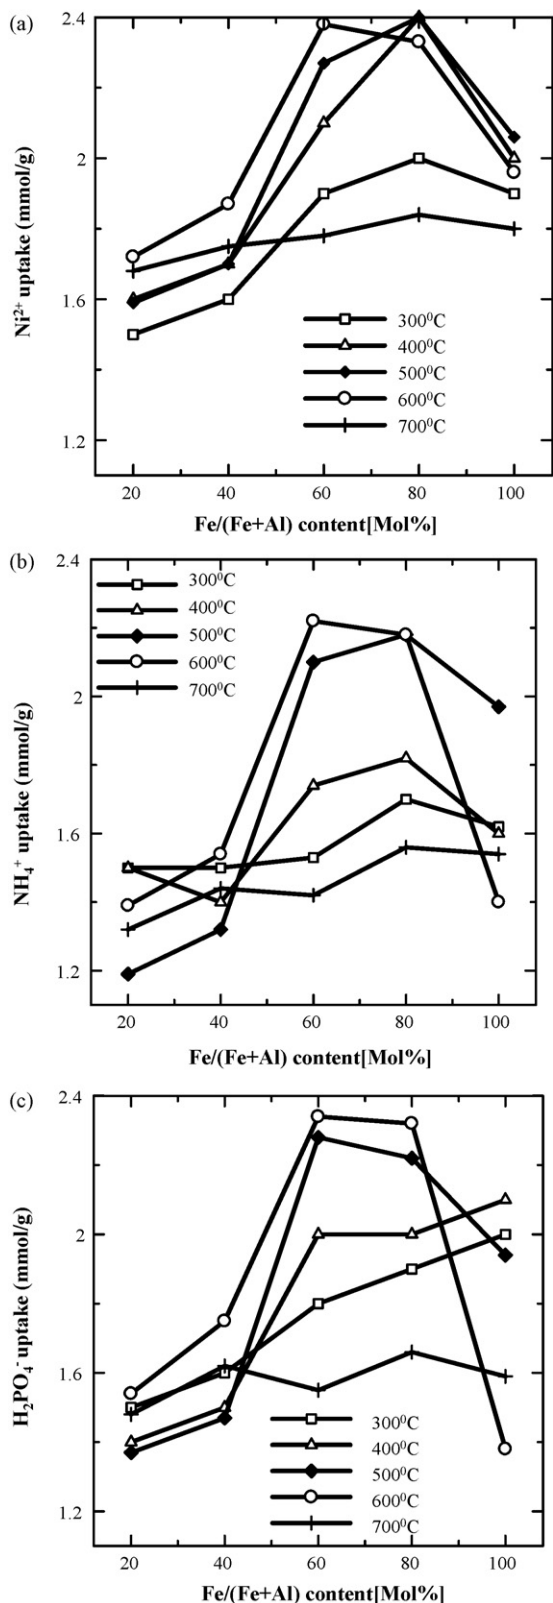 (a)
2.4
2
1.6
1.2
Ni²⁺ uptake (mmol/g)
300⁰C
400⁰C
500⁰C
600⁰C
700⁰C
20 40 60 80 100
Fe/(Fe+Al) content[Mol%]
(b)
2.4
2
1.6
1.2
NH₄⁺ uptake (mmol/g)
300⁰C
400⁰C
500⁰C
600⁰C
700⁰C
20 40 60 80 100
Fe/(Fe+Al) content[Mol%]
(c)
2.4
2
1.6
1.2
H₂PO₄⁻ uptake (mmol/g)
300⁰C
400⁰C
500⁰C
600⁰C
700⁰C
20 40 60 80 100
Fe/(Fe+Al) content[Mol%]